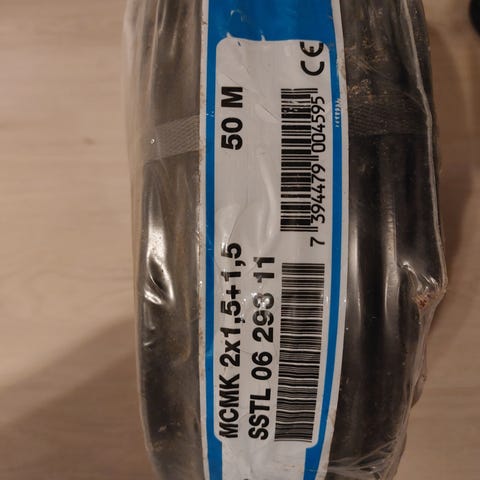 MCMK 2x1,5+1,5 50 M
SSTL 06 298 11
7 394479 004595
CE